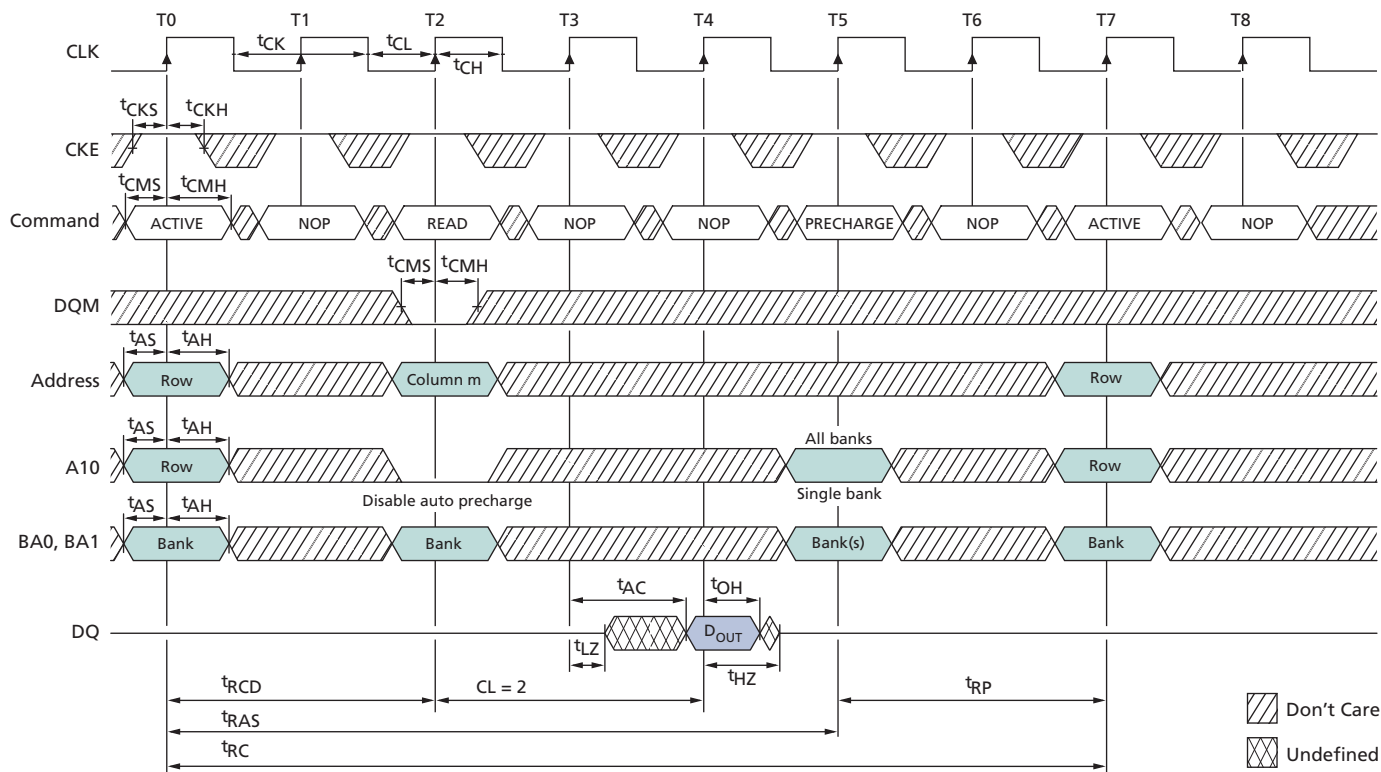 T0 T1 T2 T3 T4 T5 T6 T7 T8
CLK tCK tCL tCH
tCKS tCKH
CKE
tCMS tCMH
Command ACTIVE NOP READ NOP NOP PRECHARGE NOP ACTIVE NOP
tCMS tCMH
DQM
tAS tAH
Address Row Column m Row
tAS tAH All banks
A10 Row Row
Disable auto precharge Single bank
tAS tAH
BA0, BA1 Bank Bank Bank(s) Bank
tAC tOH
DQ DOUT
tLZ tHZ
tRCD CL = 2 tRP
tRAS
tRC
Don't Care
Undefined